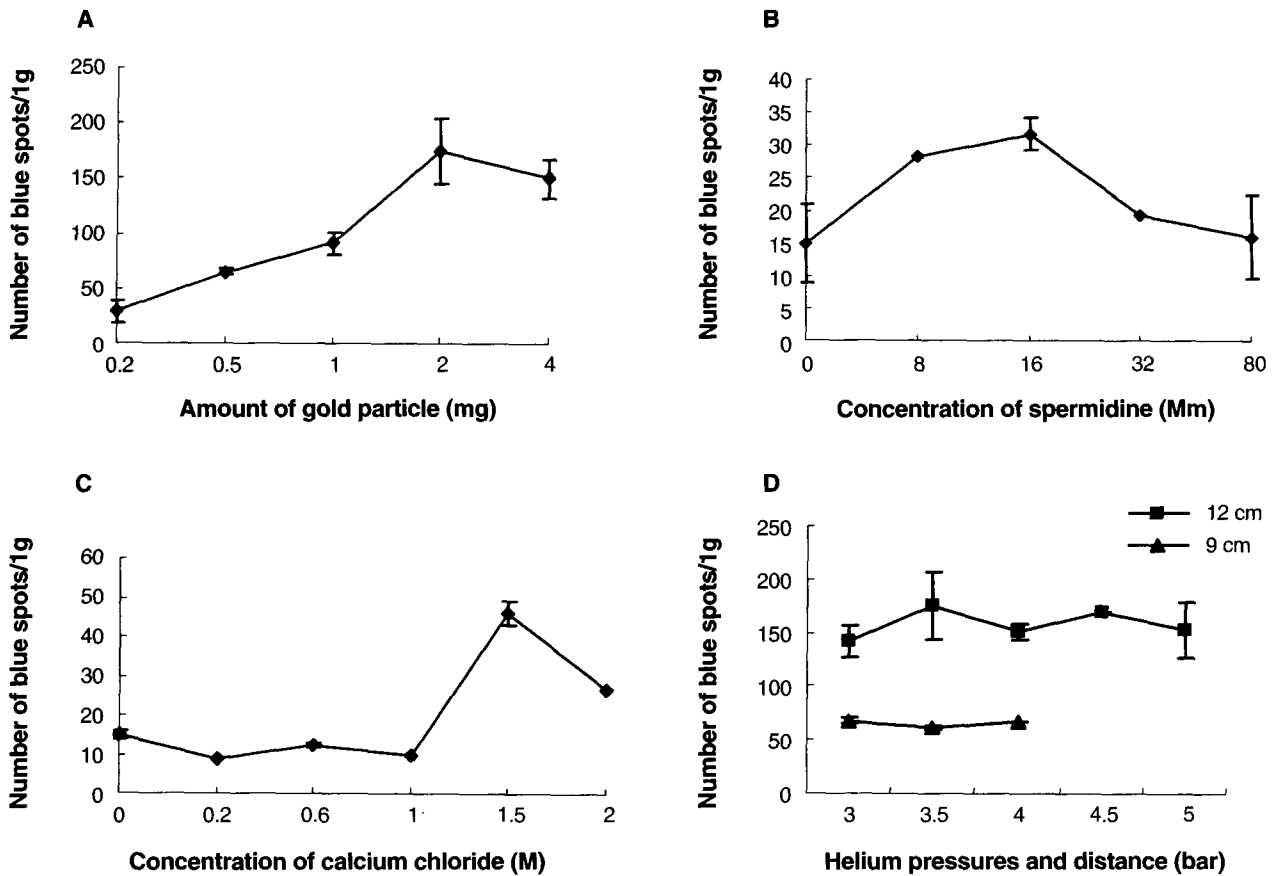 A
Number of blue spots/1g
250
200
150
100
50
0
0.2 0.5 1 2 4
Amount of gold particle (mg)
B
Number of blue spots/1g
40
35
30
25
20
15
10
5
0
0 8 16 32 80
Concentration of spermidine (Mm)
C
Number of blue spots/1g
60
50
40
30
20
10
0
0 0.2 0.6 1 1.5 2
Concentration of calcium chloride (M)
D
12 cm
9 cm
Number of blue spots/1g
250
200
150
100
50
0
3 3.5 4 4.5 5
Helium pressures and distance (bar)